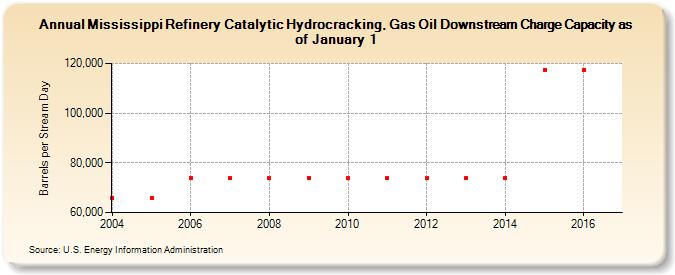 Annual Mississippi Refinery Catalytic Hydrocracking, Gas Oil Downstream Charge Capacity as
of January 1
Barrels per Stream Day
120,000
100,000
80,000
60,000
2004 2006 2008 2010 2012 2014 2016
Source: U.S. Energy Information Administration